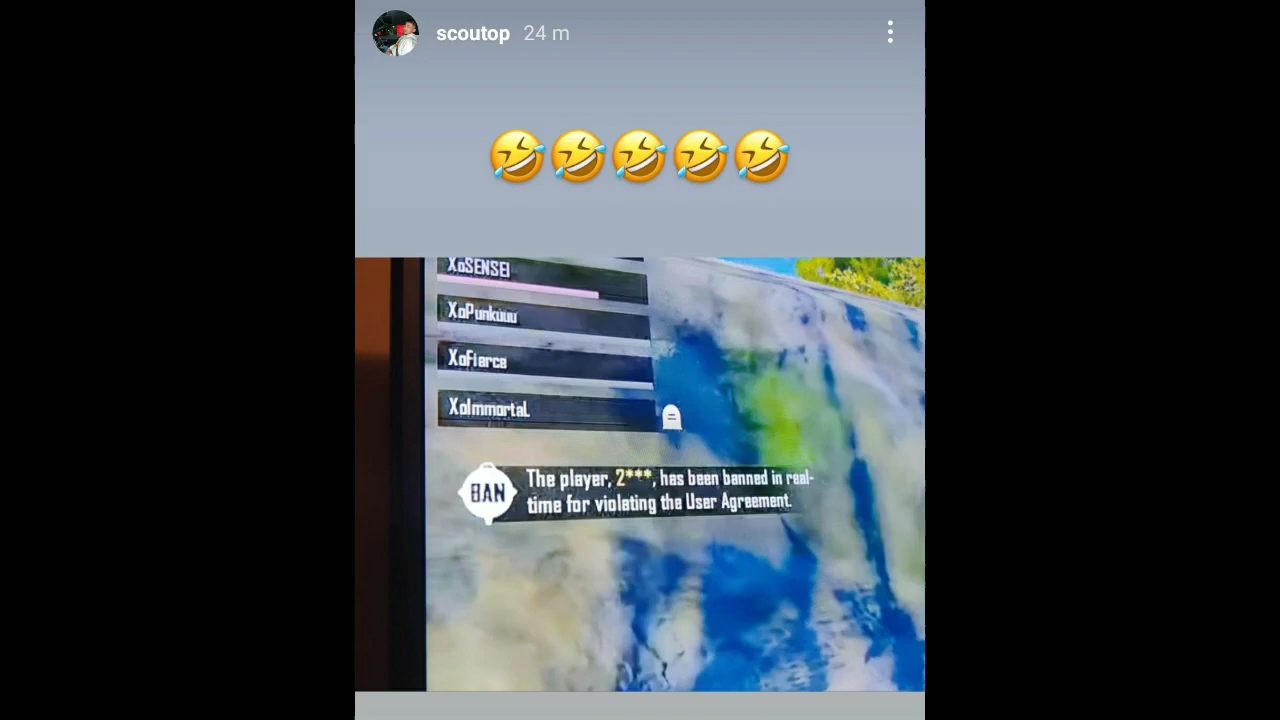 scoutop 24 m
🤣🤣🤣🤣🤣
XoSENSEI
XoPunkuuu
XoFierce
XoImmortaL
BAN
The player, 2***, has been banned in real-
time for violating the User Agreement.